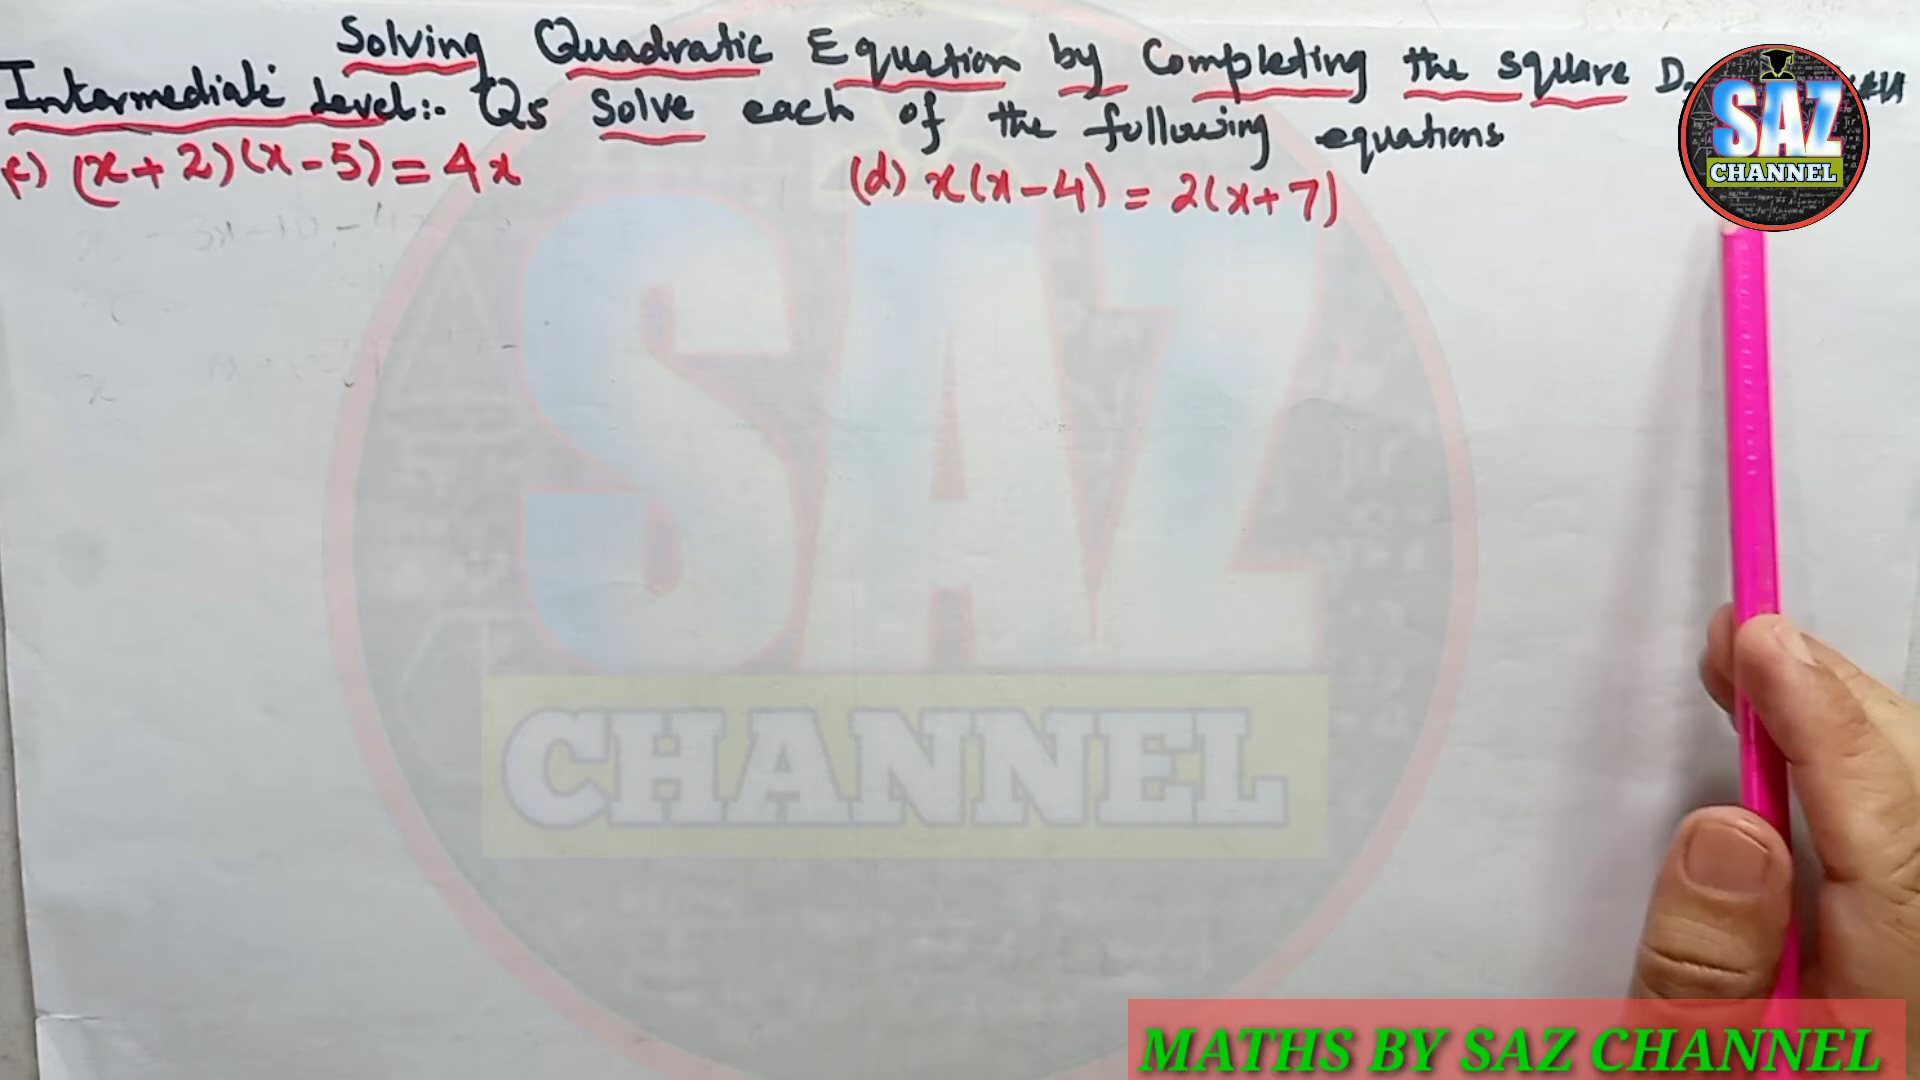 Solving Quadratic Equation by Completing the square
Intermediate Level:- Q5 Solve each of the following equations
(c) (x+2)(x-5)=4x
(d) x(x-4)=2(x+7)
SAZ
CHANNEL
SAZ
CHANNEL
MATHS BY SAZ CHANNEL